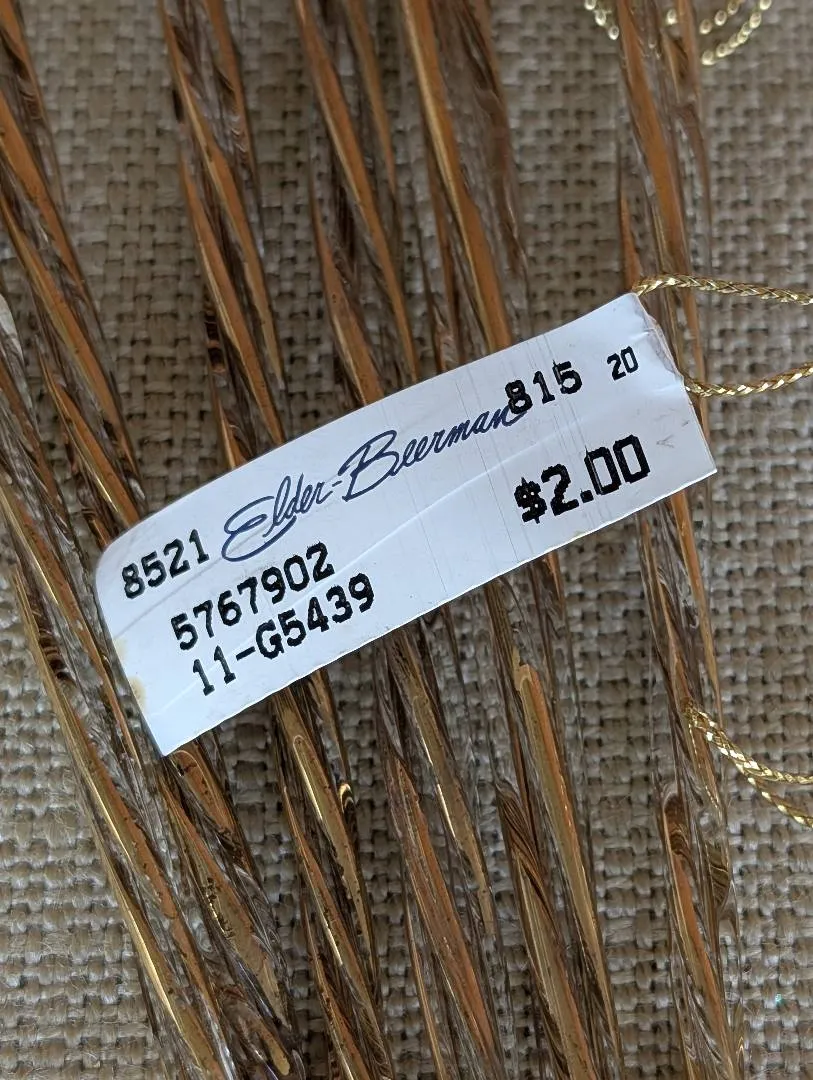 815 20
8521 Elder-Beerman
$2.00
5767902
11-G5439